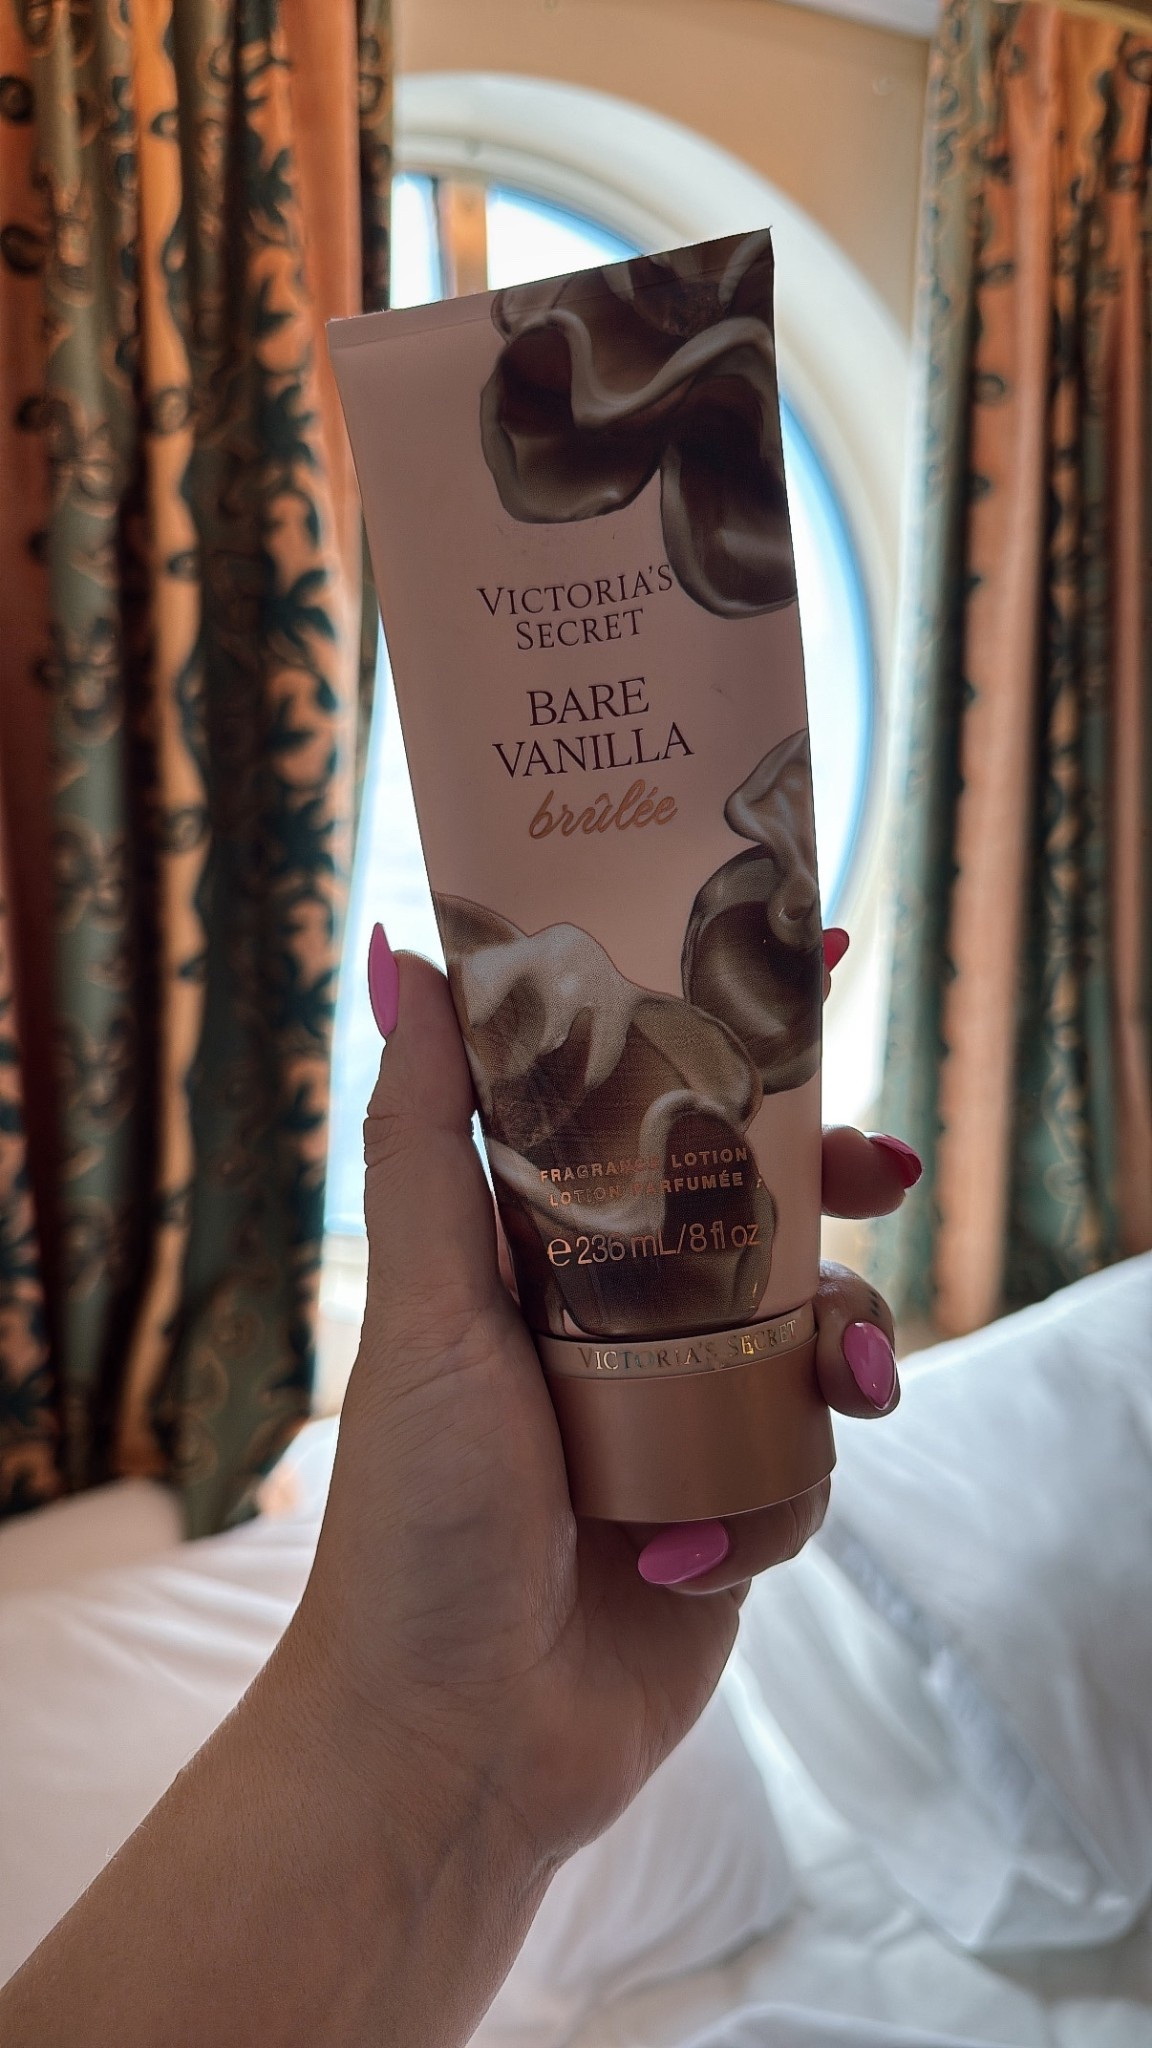 VICTORIA'S
SECRET
BARE
VANILLA
brûlée
FRAGRANCE LOTION
LOTION PARFUMÉE
℮ 236 mL/8 fl oz
VICTORIA'S SECRET